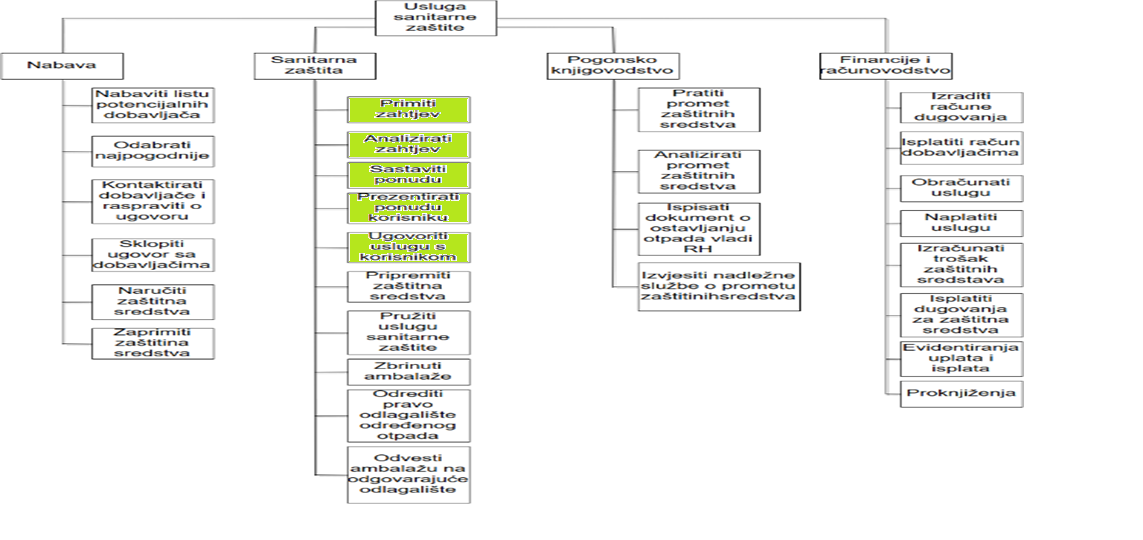 Usluga
sanitarne
zaštite
Nabava
Nabaviti listu
potencijalnih
dobavljača
Odabrati
najpogodnije
Kontaktirati
dobavljače i
raspraviti o
ugovoru
Sklopiti
ugovor sa
dobavljačima
Naručiti
zaštitna
sredstva
Zaprimiti
zaštitina
sredstva
Sanitarna
zaštita
Primiti
zahtjev
Analizirati
zahtjev
Sastaviti
ponudu
Prezentirati
ponudu
korisniku
Ugovoriti
uslugu s
korisnikom
Pripremiti
zaštitna
sredstva
Pružiti
uslugu
sanitarne
zaštite
Zbrinuti
ambalaže
Odrediti
pravo
odlagalište
određenog
otpada
Odvesti
ambalažu na
odgovarajuće
odlagalište
Pogonsko
knjigovodstvo
Pratiti
promet
zaštitnih
sredstva
Analizirati
promet
zaštitnih
sredstva
Ispisati
dokument o
ostavljanju
otpada vladi
RH
Izvjesiti nadležne
službe o prometu
zaštitinihsredstva
Financije i
računovodstvo
Izraditi
račune
dugovanja
Isplatiti račun
dobavljačima
Obračunati
uslugu
Naplatiti
uslugu
Izračunati
trošak
zaštitnih
sredstava
Isplatiti
dugovanja
za zaštitna
sredstva
Evidentiranja
uplata i
isplata
Proknjiženja